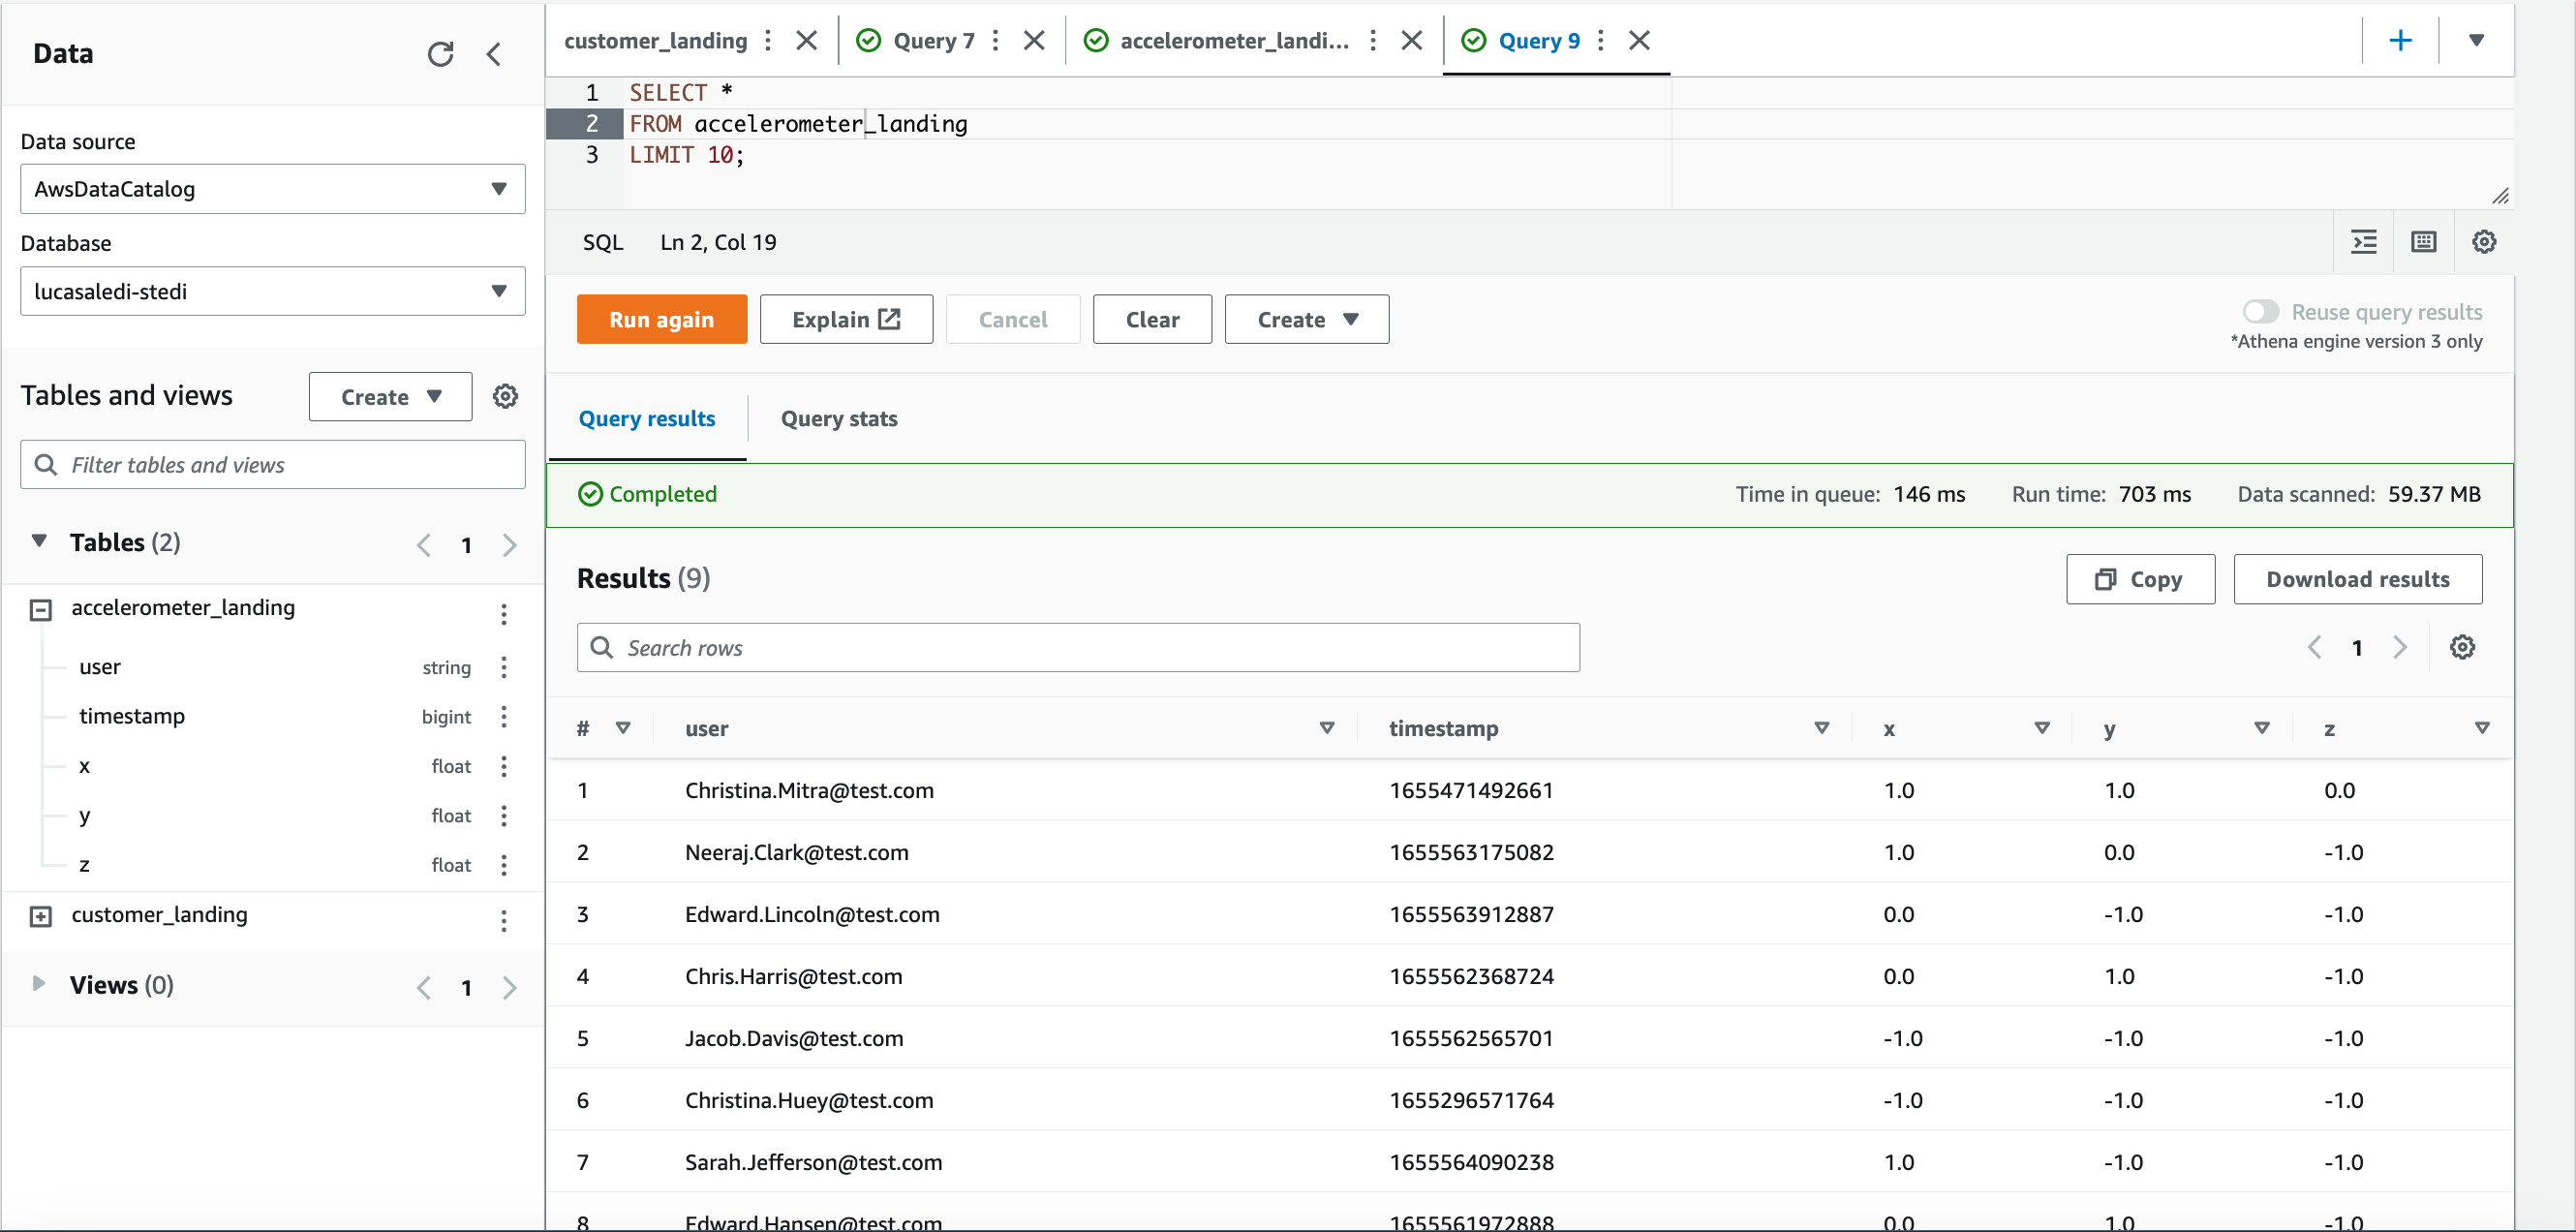 Data
Data source
AwsDataCatalog
Database
lucasaledi-stedi
Tables and views
Create
Filter tables and views
Tables (2)
1
accelerometer_landing
user string
timestamp bigint
x float
y float
z float
customer_landing
Views (0)
1
customer_landing
Query 7
accelerometer_landi...
Query 9
1 SELECT *
2 FROM accelerometer_landing
3 LIMIT 10;
SQL Ln 2, Col 19
Run again
Explain
Cancel
Clear
Create
Reuse query results
*Athena engine version 3 only
Query results
Query stats
Completed
Time in queue: 146 ms
Run time: 703 ms
Data scanned: 59.37 MB
Results (9)
Copy
Download results
Search rows
1
# user timestamp x y z
1 Christina.Mitra@test.com 1655471492661 1.0 1.0 0.0
2 Neeraj.Clark@test.com 1655563175082 1.0 0.0 -1.0
3 Edward.Lincoln@test.com 1655563912887 0.0 -1.0 -1.0
4 Chris.Harris@test.com 1655562368724 0.0 1.0 -1.0
5 Jacob.Davis@test.com 1655562565701 -1.0 -1.0 -1.0
6 Christina.Huey@test.com 1655296571764 -1.0 -1.0 -1.0
7 Sarah.Jefferson@test.com 1655564090238 1.0 -1.0 -1.0
8 Edward.Hansen@test.com 1655561972888 0.0 1.0 -1.0